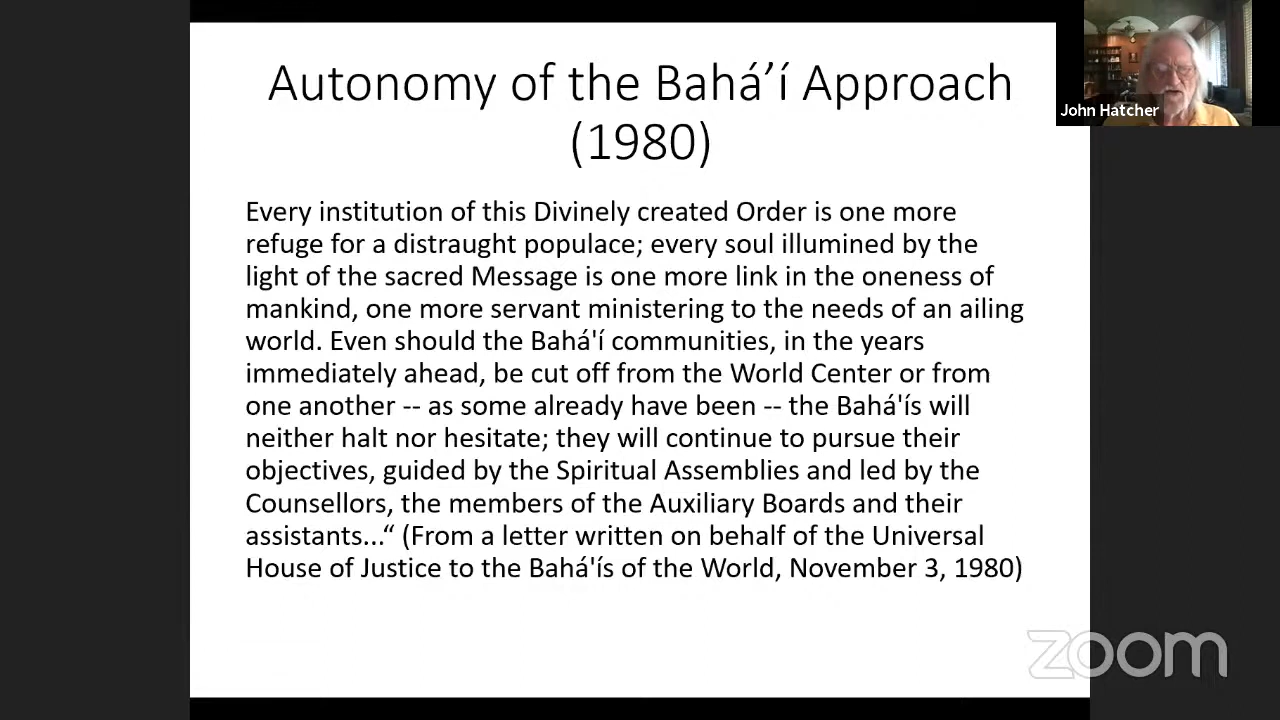 Autonomy of the Bahá’í Approach
(1980)
John Hatcher
Every institution of this Divinely created Order is one more
refuge for a distraught populace; every soul illumined by the
light of the sacred Message is one more link in the oneness of
mankind, one more servant ministering to the needs of an ailing
world. Even should the Bahá'í communities, in the years
immediately ahead, be cut off from the World Center or from
one another -- as some already have been -- the Bahá'ís will
neither halt nor hesitate; they will continue to pursue their
objectives, guided by the Spiritual Assemblies and led by the
Counsellors, the members of the Auxiliary Boards and their
assistants...“ (From a letter written on behalf of the Universal
House of Justice to the Bahá'ís of the World, November 3, 1980)
zoom